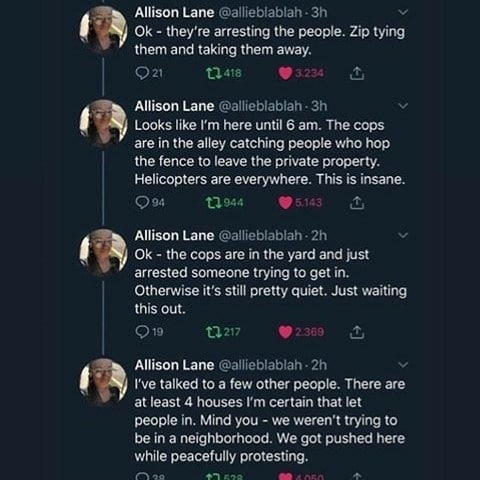 Allison Lane @allieblablah · 3h
Ok - they're arresting the people. Zip tying
them and taking them away.
21 418 3.234
Allison Lane @allieblablah · 3h
Looks like I'm here until 6 am. The cops
are in the alley catching people who hop
the fence to leave the private property.
Helicopters are everywhere. This is insane.
94 944 5.143
Allison Lane @allieblablah · 2h
Ok - the cops are in the yard and just
arrested someone trying to get in.
Otherwise it's still pretty quiet. Just waiting
this out.
19 217 2.369
Allison Lane @allieblablah · 2h
I've talked to a few other people. There are
at least 4 houses I'm certain that let
people in. Mind you - we weren't trying to
be in a neighborhood. We got pushed here
while peacefully protesting.
38 528 4.050